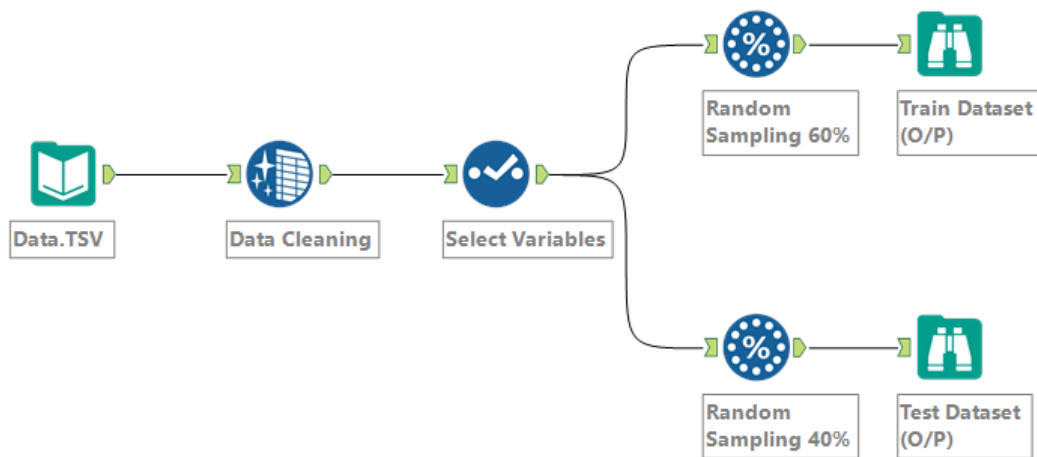 Data.TSV
Data Cleaning
Select Variables
%
Random
Sampling 60%
Train Dataset
(O/P)
%
Random
Sampling 40%
Test Dataset
(O/P)